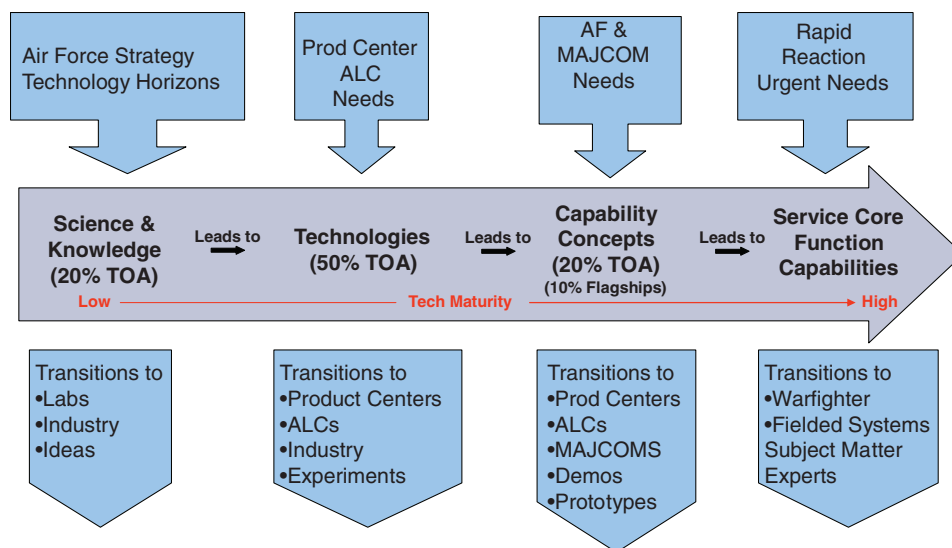 Air Force Strategy
Technology Horizons
Prod Center
ALC
Needs
AF &
MAJCOM
Needs
Rapid
Reaction
Urgent Needs
Science &
Knowledge
(20% TOA)
Leads to
Technologies
(50% TOA)
Leads to
Capability
Concepts
(20% TOA)
(10% Flagships)
Leads to
Service Core
Function
Capabilities
Low
Tech Maturity
High
Transitions to
•Labs
•Industry
•Ideas
Transitions to
•Product Centers
•ALCs
•Industry
•Experiments
Transitions to
•Prod Centers
•ALCs
•MAJCOMS
•Demos
•Prototypes
Transitions to
•Warfighter
•Fielded Systems
Subject Matter
Experts